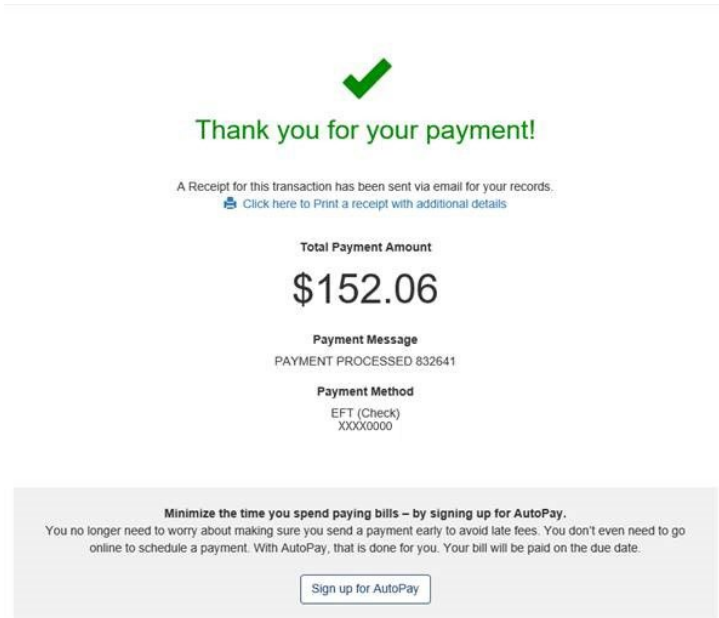 Thank you for your payment!
A Receipt for this transaction has been sent via email for your records.
Click here to Print a receipt with additional details
Total Payment Amount
$152.06
Payment Message
PAYMENT PROCESSED 832641
Payment Method
EFT (Check)
XXXX0000
Minimize the time you spend paying bills – by signing up for AutoPay.
You no longer need to worry about making sure you send a payment early to avoid late fees. You don't even need to go
online to schedule a payment. With AutoPay, that is done for you. Your bill will be paid on the due date.
Sign up for AutoPay